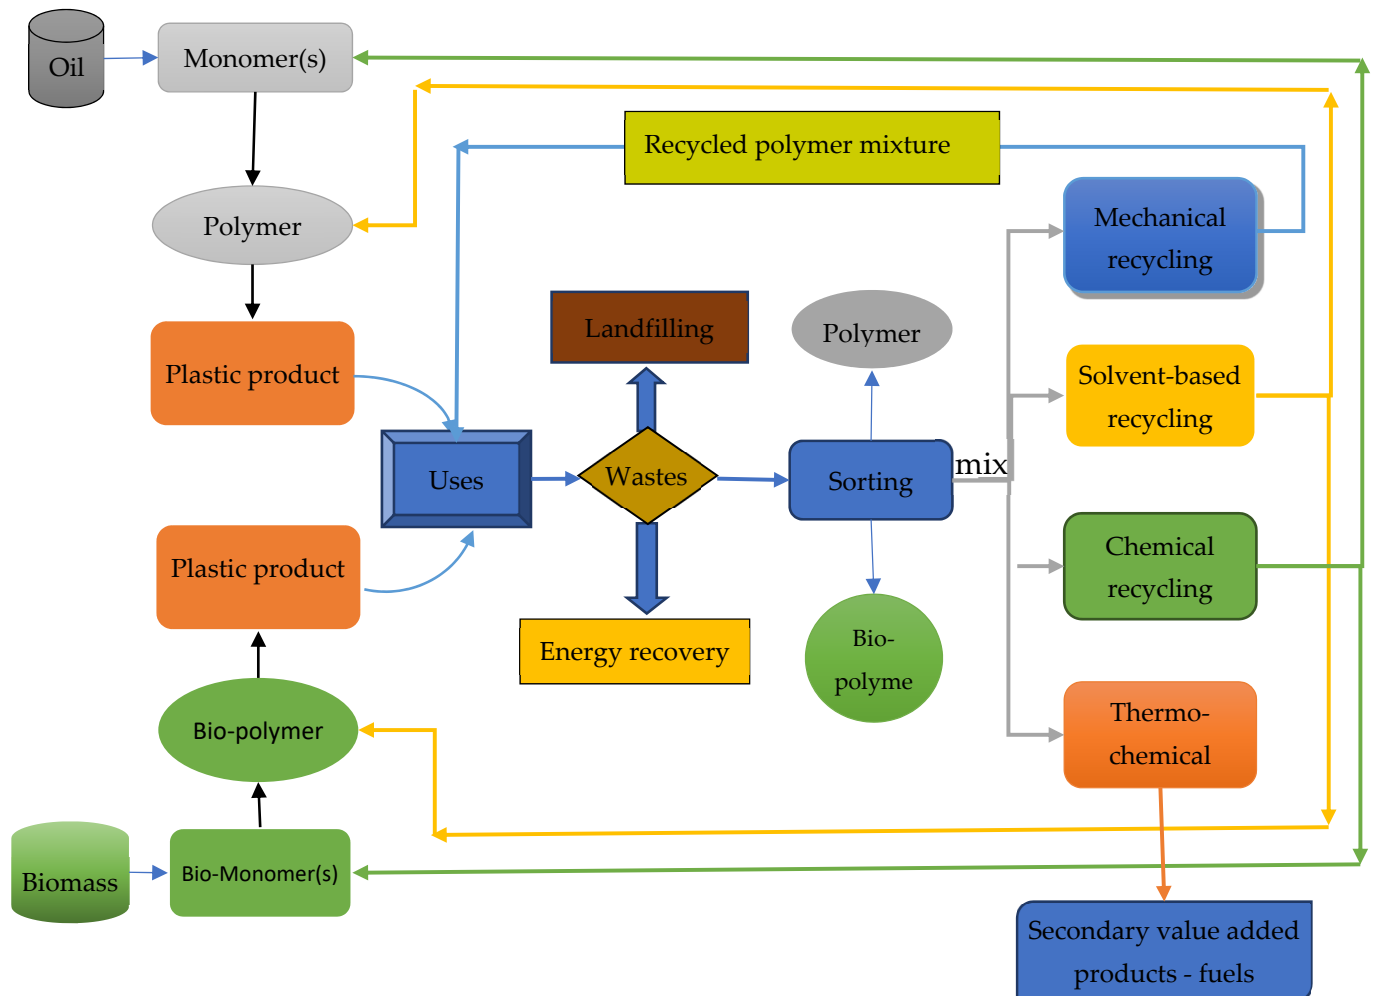 Oil
Monomer(s)
Recycled polymer mixture
Polymer
Mechanical
recycling
Landfilling
Polymer
Plastic product
Solvent-based
recycling
Uses
Wastes
Sorting
mix
Plastic product
Chemical
recycling
Energy recovery
Bio-
polyme
Bio-polymer
Thermo-
chemical
Biomass
Bio-Monomer(s)
Secondary value added
products - fuels